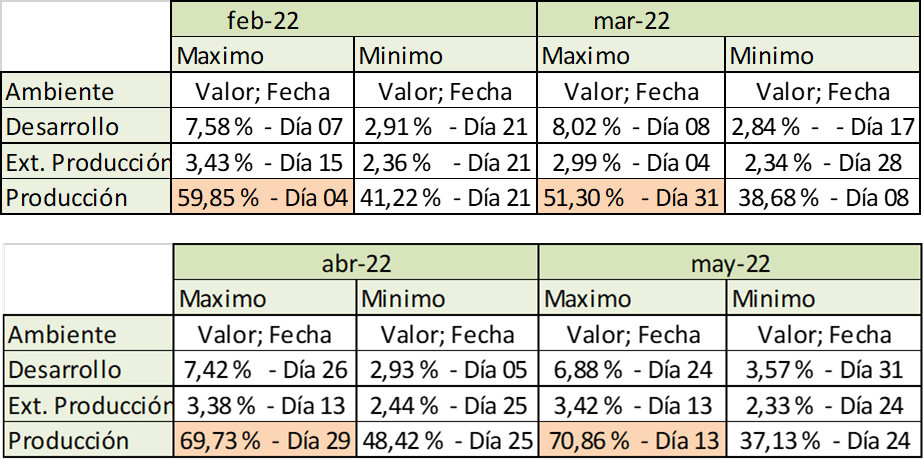 feb-22 mar-22
Maximo Minimo Maximo Minimo
Ambiente Valor; Fecha Valor; Fecha Valor; Fecha Valor; Fecha
Desarrollo 7,58 % - Día 07 2,91 % - Día 21 8,02 % - Día 08 2,84 % - - Día 17
Ext. Producción 3,43 % - Día 15 2,36 % - Día 21 2,99 % - Día 04 2,34 % - Día 28
Producción 59,85 % - Día 04 41,22 % - Día 21 51,30 % - Día 31 38,68 % - Día 08
abr-22 may-22
Maximo Minimo Maximo Minimo
Ambiente Valor; Fecha Valor; Fecha Valor; Fecha Valor; Fecha
Desarrollo 7,42 % - Día 26 2,93 % - Día 05 6,88 % - Día 24 3,57 % - Día 31
Ext. Producción 3,38 % - Día 13 2,44 % - Día 25 3,42 % - Día 13 2,33 % - Día 24
Producción 69,73 % - Día 29 48,42 % - Día 25 70,86 % - Día 13 37,13 % - Día 24